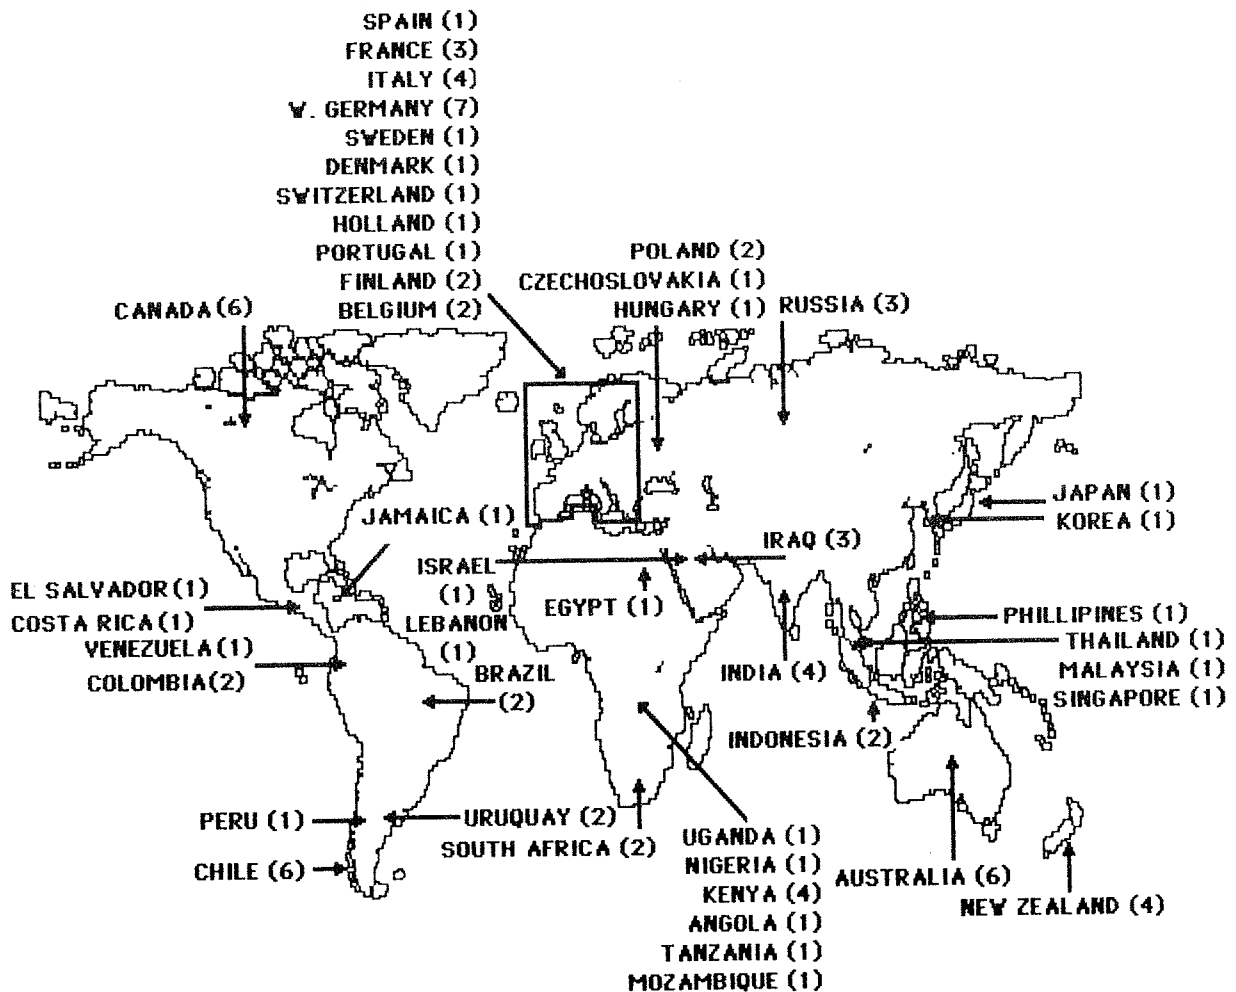 SPAIN (1)
FRANCE (3)
ITALY (4)
W. GERMANY (7)
SWEDEN (1)
DENMARK (1)
SWITZERLAND (1)
HOLLAND (1)
PORTUGAL (1)
FINLAND (2)
BELGIUM (2)
POLAND (2)
CZECHOSLOVAKIA (1)
HUNGARY (1)
RUSSIA (3)
CANADA (6)
JAPAN (1)
KOREA (1)
JAMAICA (1)
IRAQ (3)
ISRAEL
(1)
EGYPT (1)
EL SALVADOR (1)
COSTA RICA (1)
VENEZUELA (1)
COLOMBIA (2)
LEBANON
(1)
BRAZIL
(2)
INDIA (4)
PHILLIPINES (1)
THAILAND (1)
MALAYSIA (1)
SINGAPORE (1)
INDONESIA (2)
PERU (1)
URUQUAY (2)
SOUTH AFRICA (2)
CHILE (6)
UGANDA (1)
NIGERIA (1)
KENYA (4)
ANGOLA (1)
TANZANIA (1)
MOZAMBIQUE (1)
AUSTRALIA (6)
NEW ZEALAND (4)